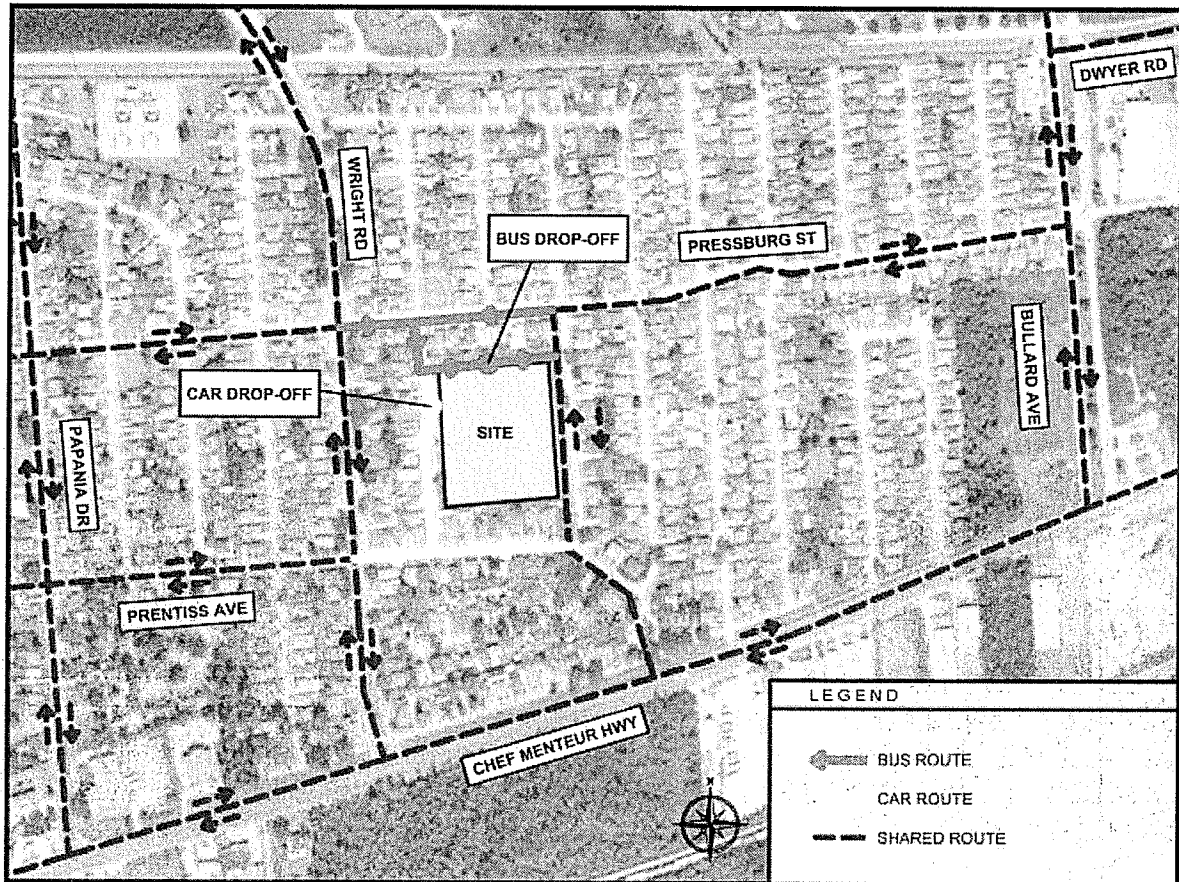 DWYER RD
WRIGHT RD
BUS DROP-OFF
PRESSBURG ST
BULLARD AVE
CAR DROP-OFF
SITE
PAPANIA DR
PRENTISS AVE
CHEF MENTEUR HWY
LEGEND
BUS ROUTE
CAR ROUTE
SHARED ROUTE